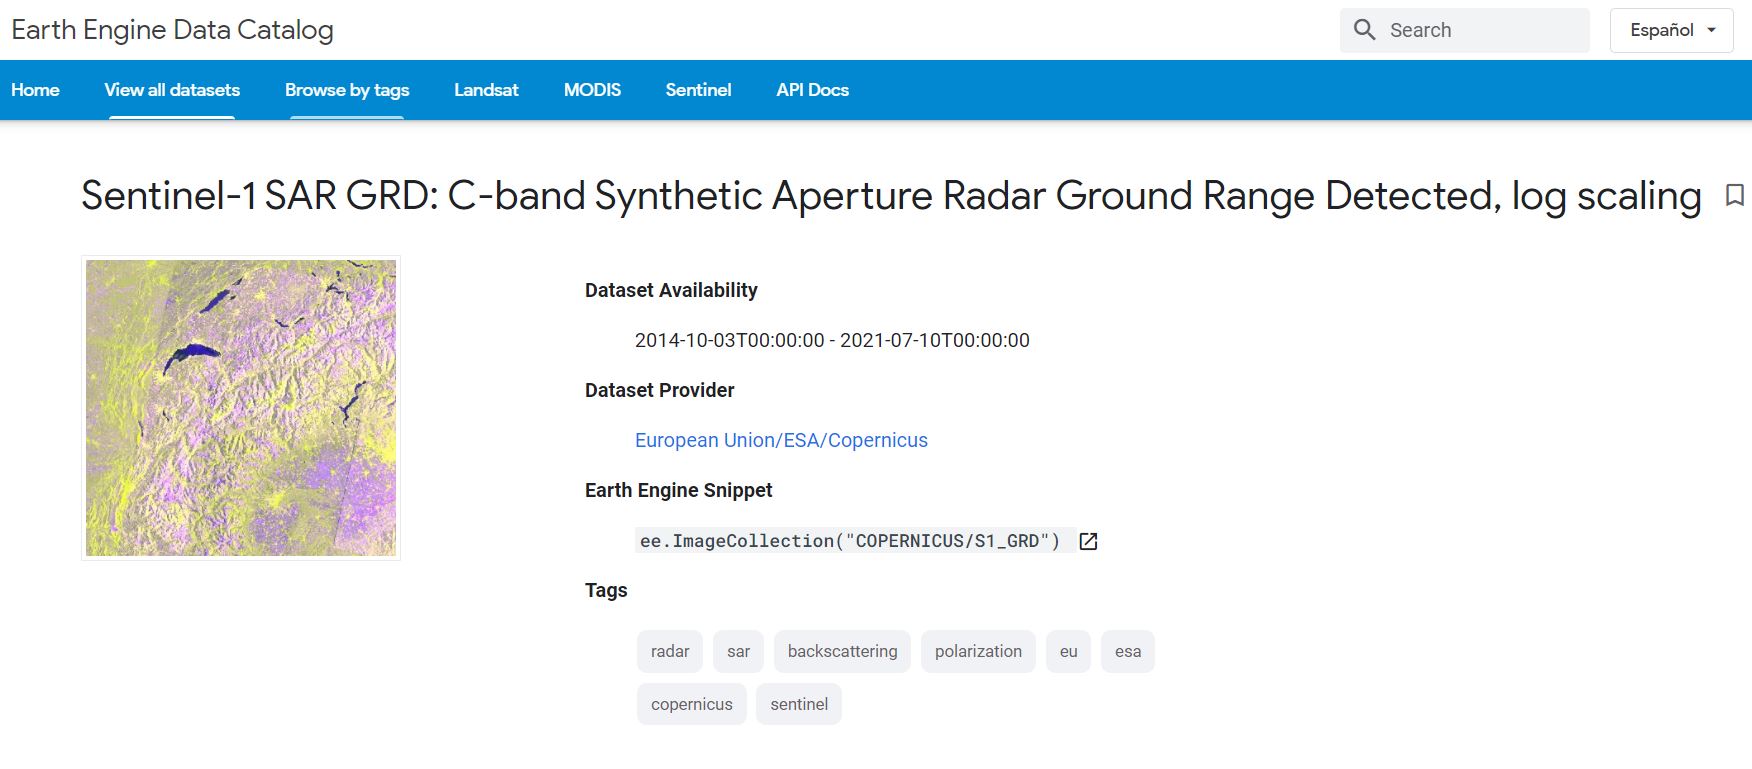 Earth Engine Data Catalog
Search
Español
Home View all datasets Browse by tags Landsat MODIS Sentinel API Docs
Sentinel-1 SAR GRD: C-band Synthetic Aperture Radar Ground Range Detected, log scaling
Dataset Availability
2014-10-03T00:00:00 - 2021-07-10T00:00:00
Dataset Provider
European Union/ESA/Copernicus
Earth Engine Snippet
ee.ImageCollection("COPERNICUS/S1_GRD")
Tags
radar sar backscattering polarization eu esa
copernicus sentinel